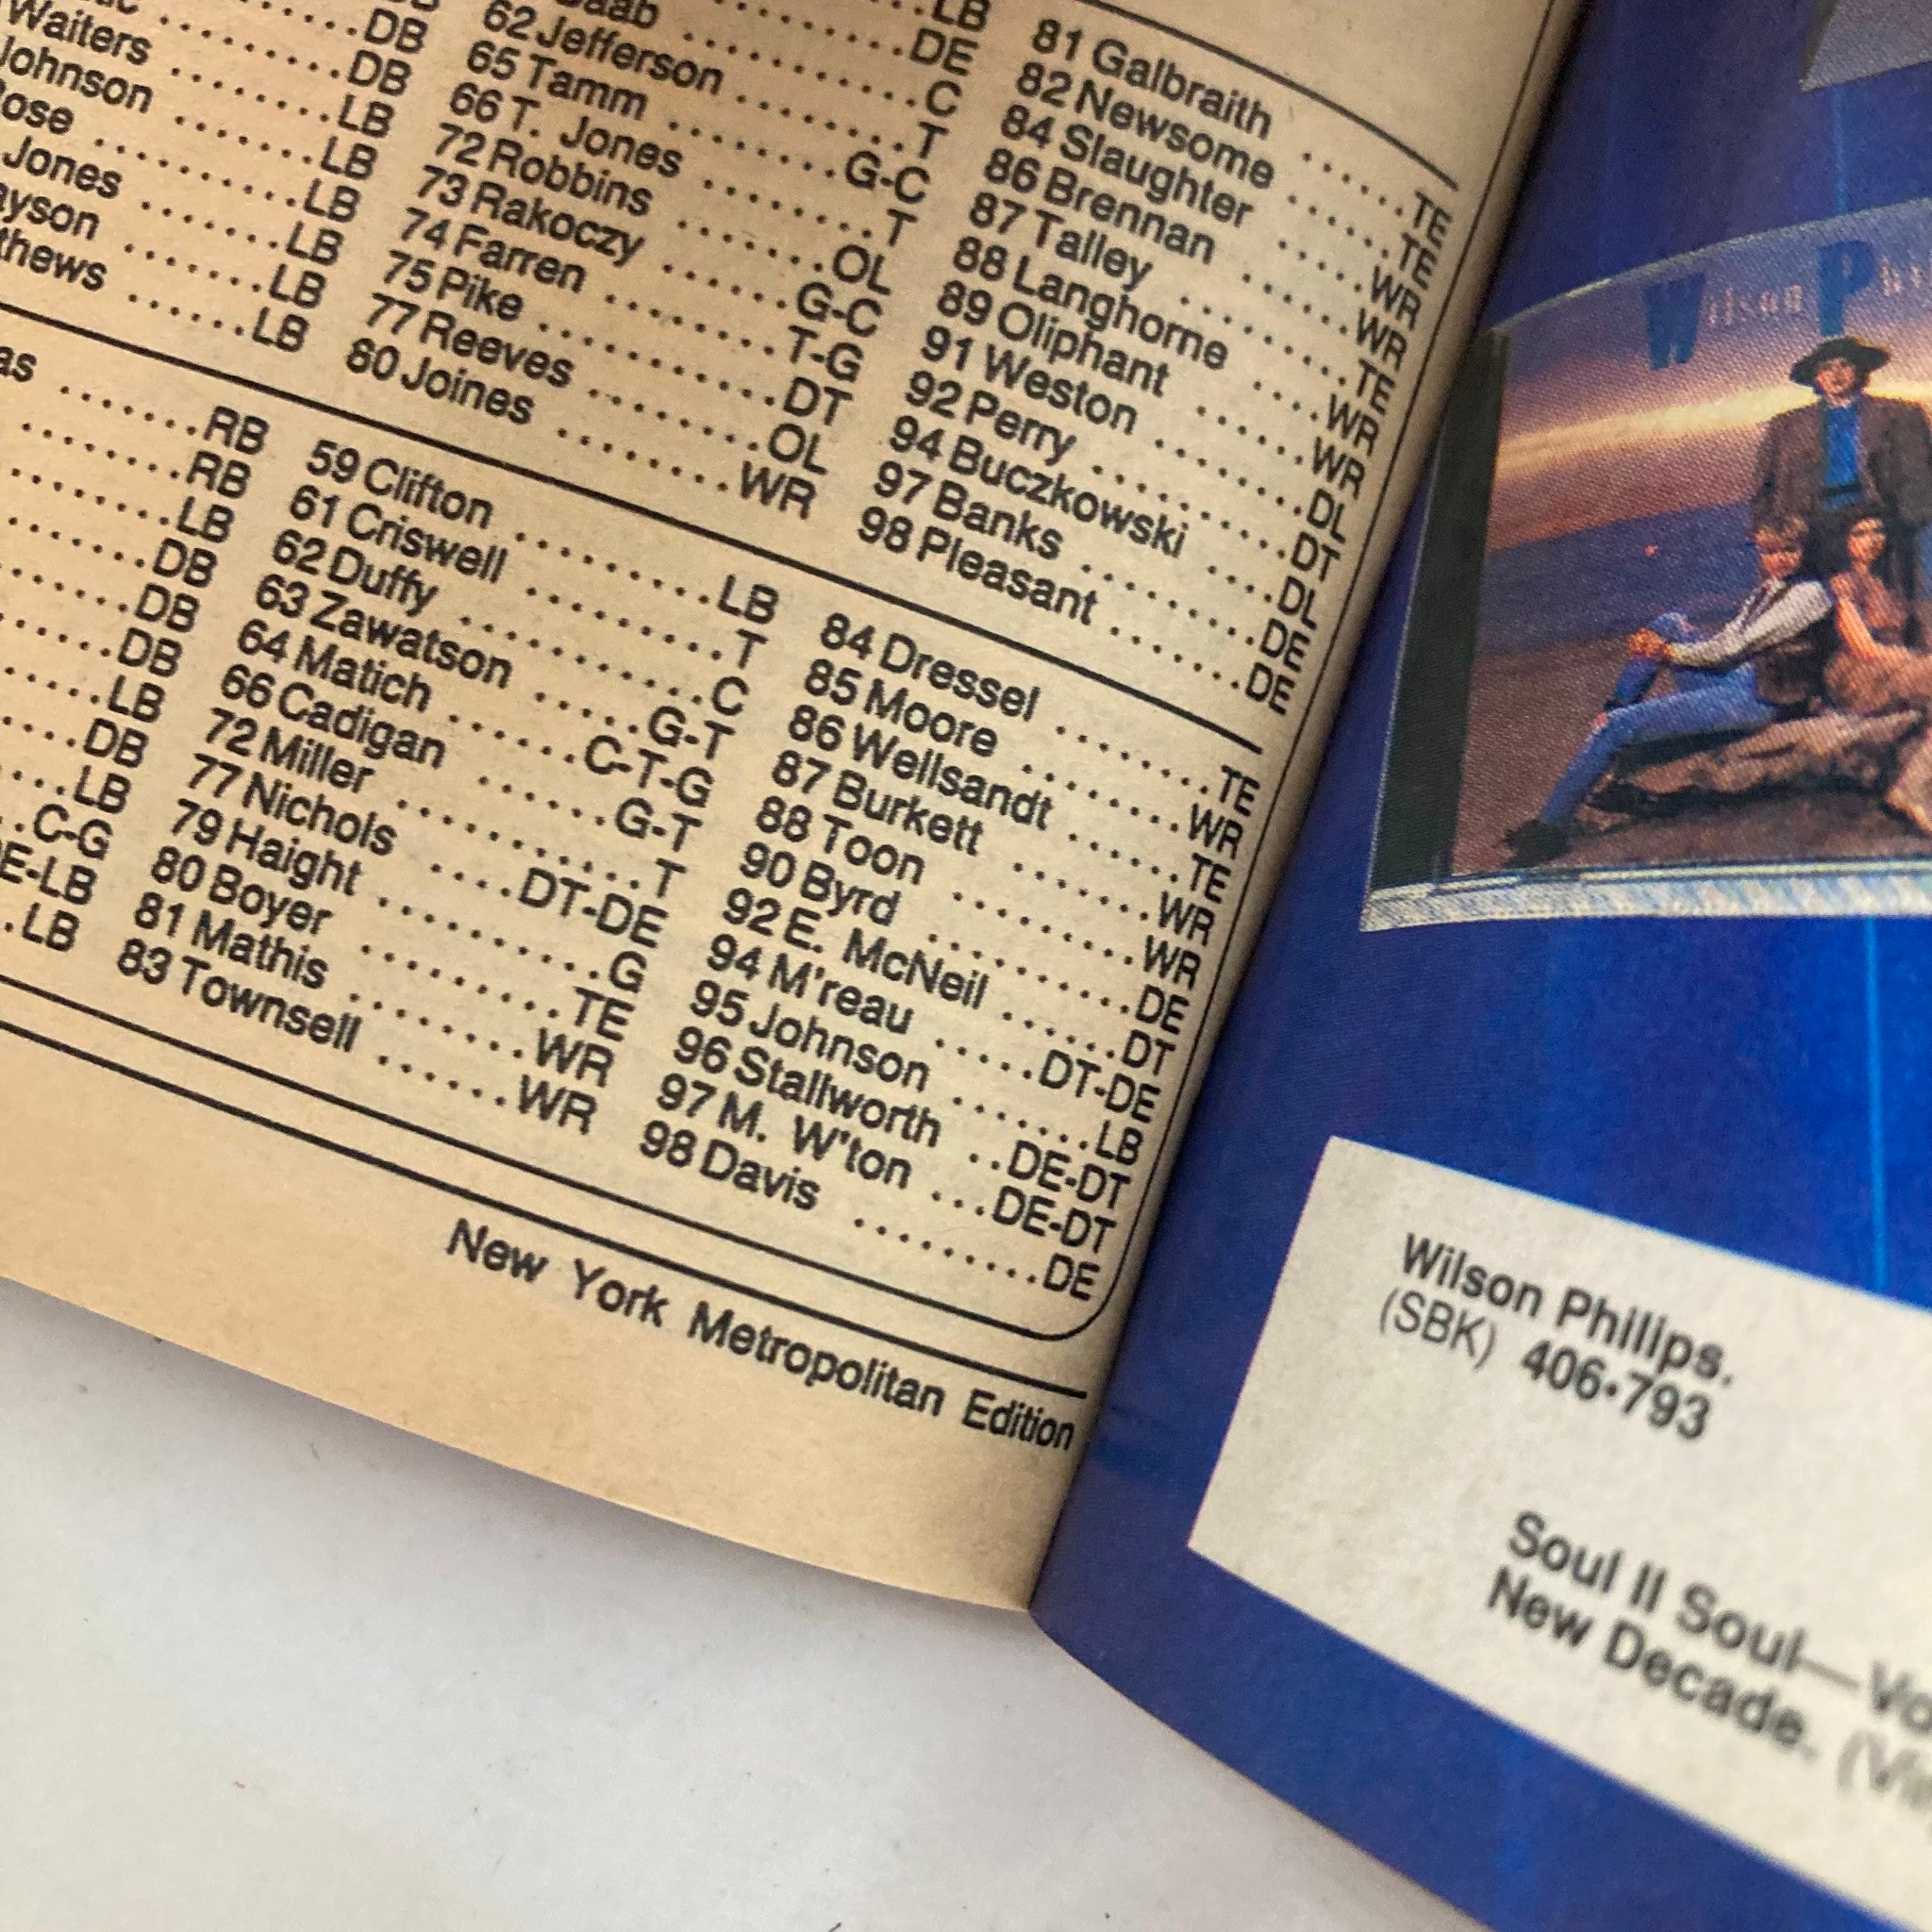 DB
DB
Waiters ........LB
Johnson .......LB
Rose ..........LB
Jones .......LB
.......LB
......LB
LB
DE
..........C
62 Jefferson ........T
65 Tamm ........G-C
66 T. Jones ........T
72 Robbins .......OL
73 Rakoczy ......G-C
74 Farren ........T-G
75 Pike ...........DT
77 Reeves ........OL
80 Joines ........WR
81 Galbraith ......TE
82 Newsome ......TE
84 Slaughter .....WR
86 Brennan ......WR
87 Talley .........TE
88 Langhorne ....WR
89 Oliphant ......WR
91 Weston .......DL
92 Perry .........DT
94 Buczkowski ....DL
97 Banks ........DE
98 Pleasant ......DE
.......RB
.......RB
LB
DB
DB
DB
LB
DB
LB
C-G
DE-LB
LB
59 Clifton .........LB
61 Criswell .........T
62 Duffy ...........C
63 Zawatson .....G-T
64 Matich ......C-T-G
66 Cadigan ......G-T
72 Miller ...........T
77 Nichols ....DT-DE
79 Haight .........G
80 Boyer .........TE
81 Mathis .......WR
83 Townsell ......WR
84 Dressel .......TE
85 Moore .......WR
86 Wellsandt .....TE
87 Burkett .......WR
88 Toon .........WR
90 Byrd .........DE
92 E. McNeil ......DT
94 M'reau .....DT-DE
95 Johnson .......LB
96 Stallworth ..DE-DT
97 M. W'ton ...DE-DT
98 Davis .........DE
New York Metropolitan Edition
Wilson
Wilson Phillips.
(SBK) 406•793
Soul II Soul—
New Decade.